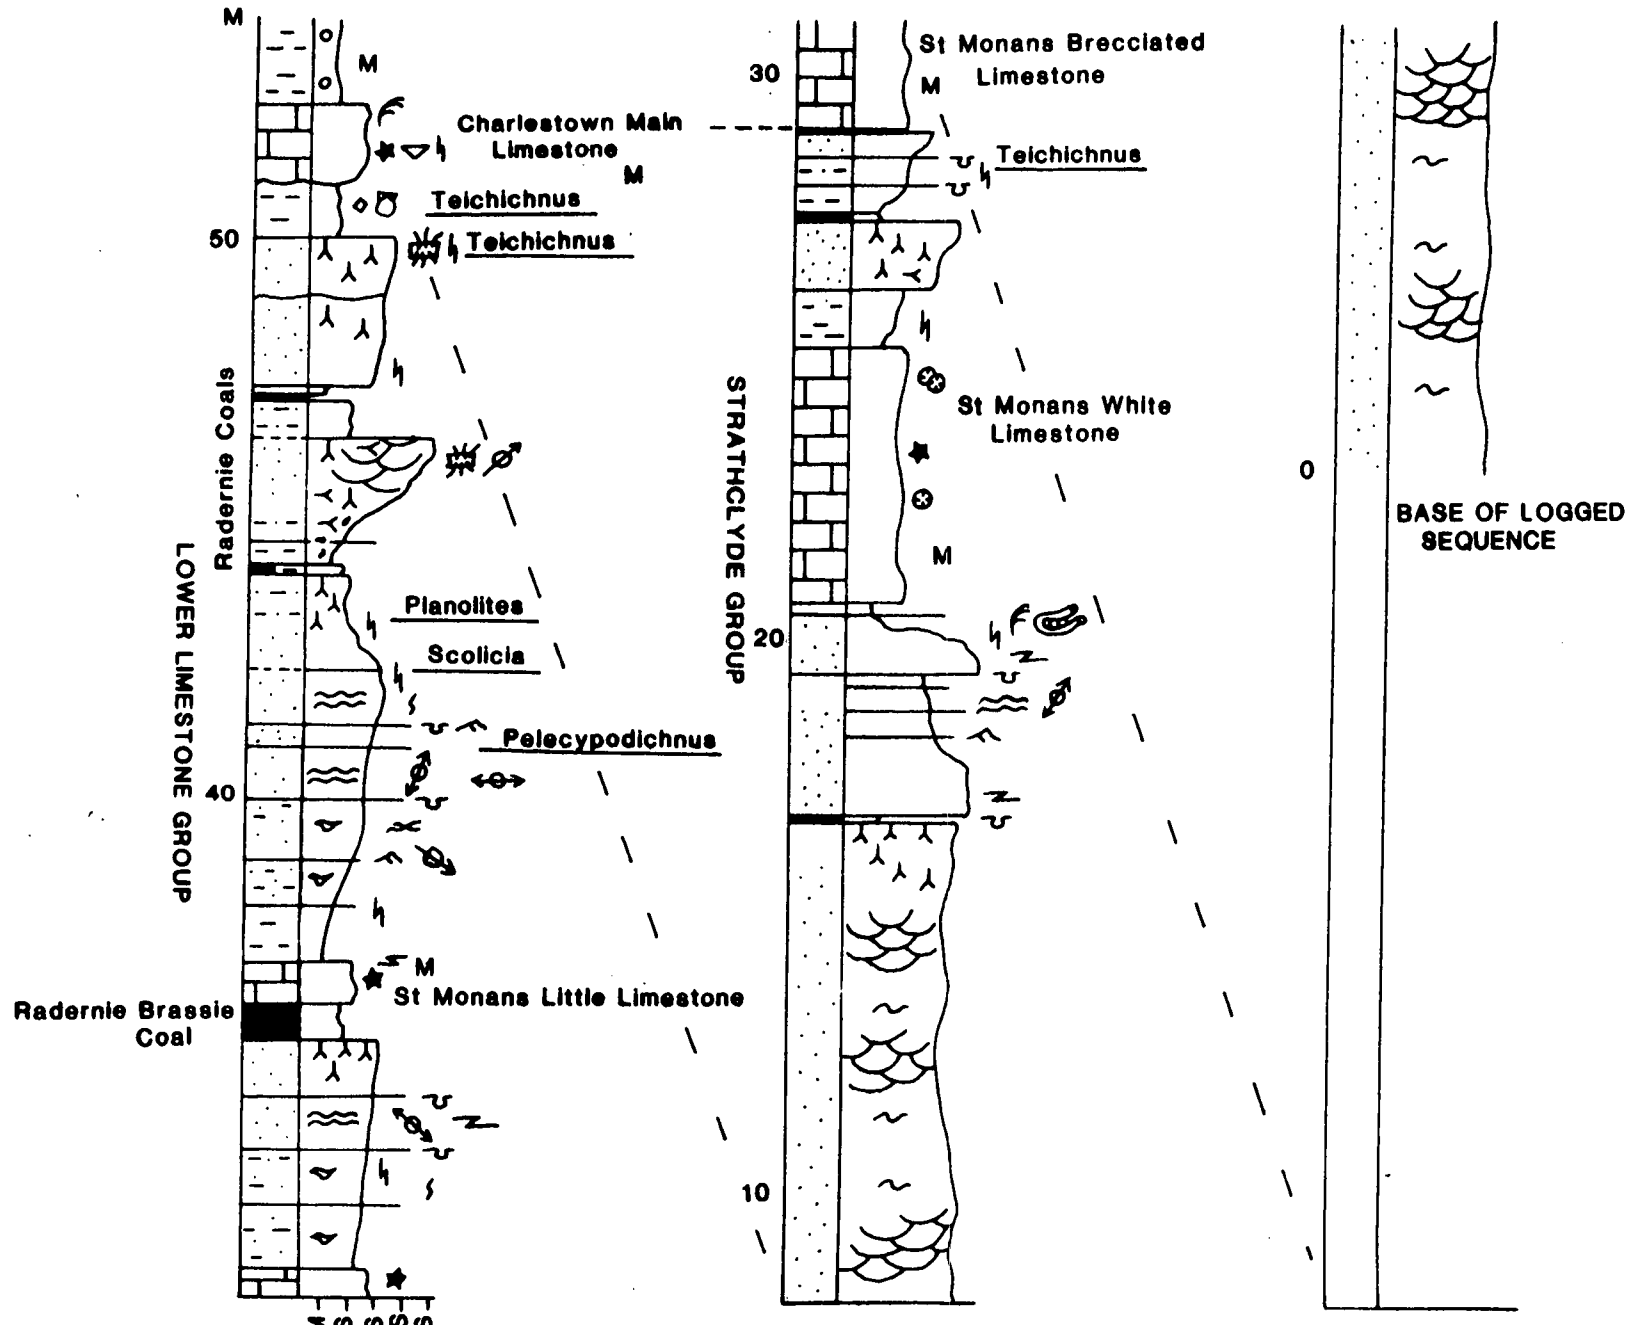 M
M
Charlestown Main
Limestone
M
Teichichnus
50
Teichichnus
Radernie Coals
LOWER LIMESTONE GROUP
Planolites
Scolicia
Pelecypodichnus
40
M
St Monans Little Limestone
Radernie Brassie
Coal
St Monans Brecciated
Limestone
30
M
Teichichnus
STRATHCLYDE GROUP
St Monans White
Limestone
M
20
10
0
BASE OF LOGGED
SEQUENCE